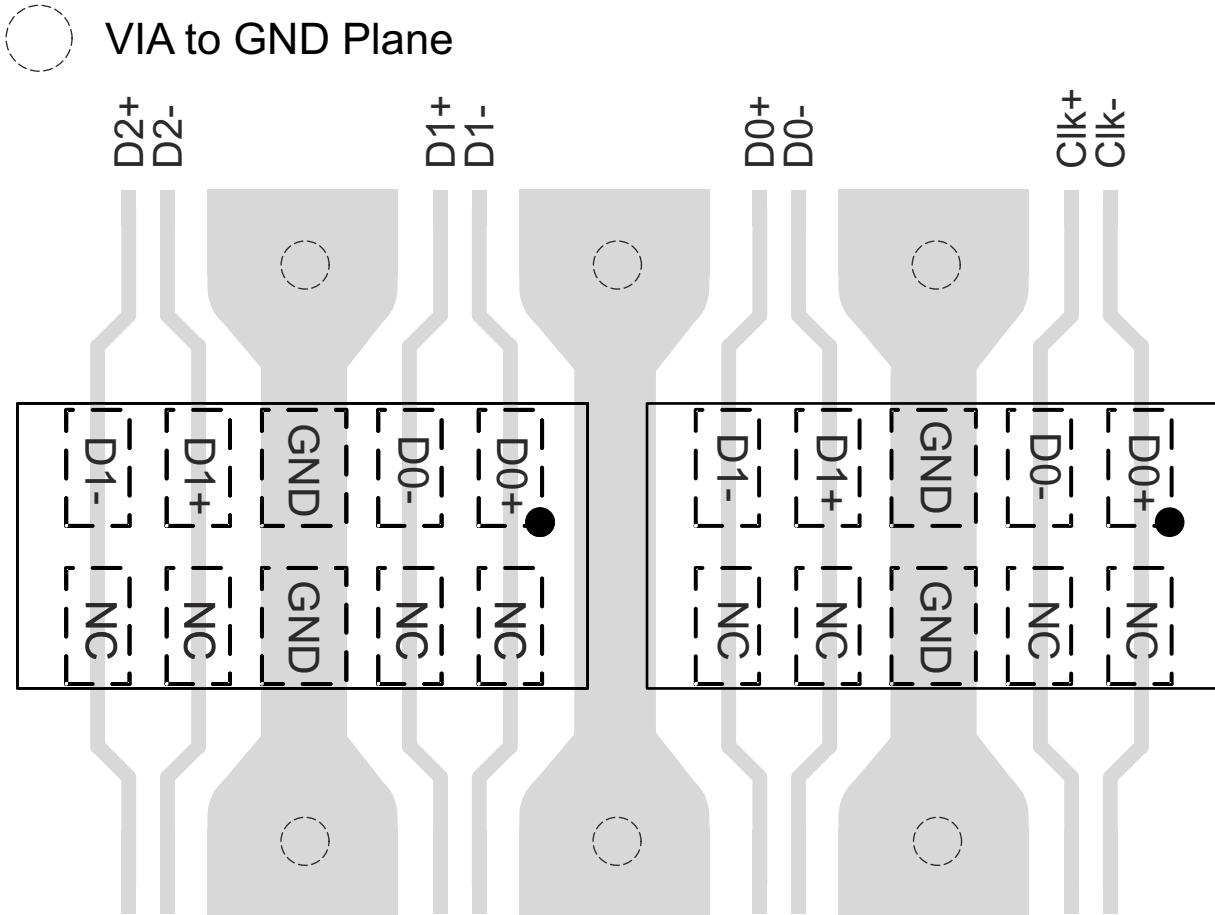 VIA to GND Plane
D2+
D2-
D1+
D1-
D0+
D0-
Clk+
Clk-
D1-
D1+
GND
D0-
D0+
D1-
D1+
GND
D0-
D0+
NC
NC
GND
NC
NC
NC
NC
GND
NC
NC